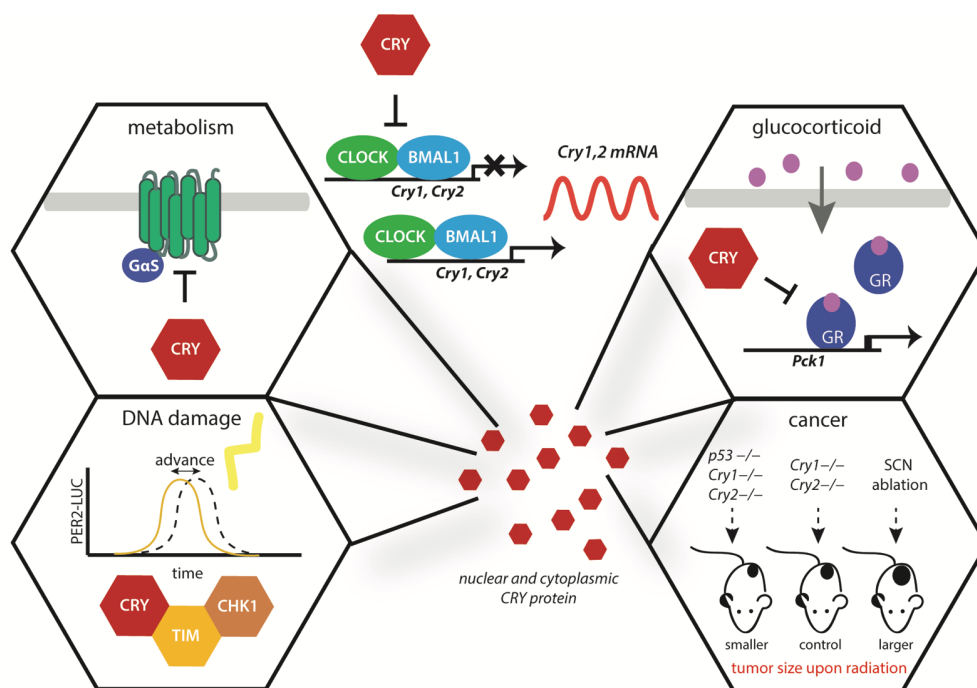 CRY
CLOCK BMAL1
Cry1, Cry2
Cry1,2 mRNA
CLOCK BMAL1
Cry1, Cry2
metabolism
GαS
CRY
glucocorticoid
CRY
GR
GR
Pck1
DNA damage
advance
PER2-LUC
time
CRY
TIM
CHK1
nuclear and cytoplasmic
CRY protein
cancer
p53 −/−
Cry1−/−
Cry2−/−
Cry1−/−
Cry2−/−
SCN
ablation
smaller
control
larger
tumor size upon radiation